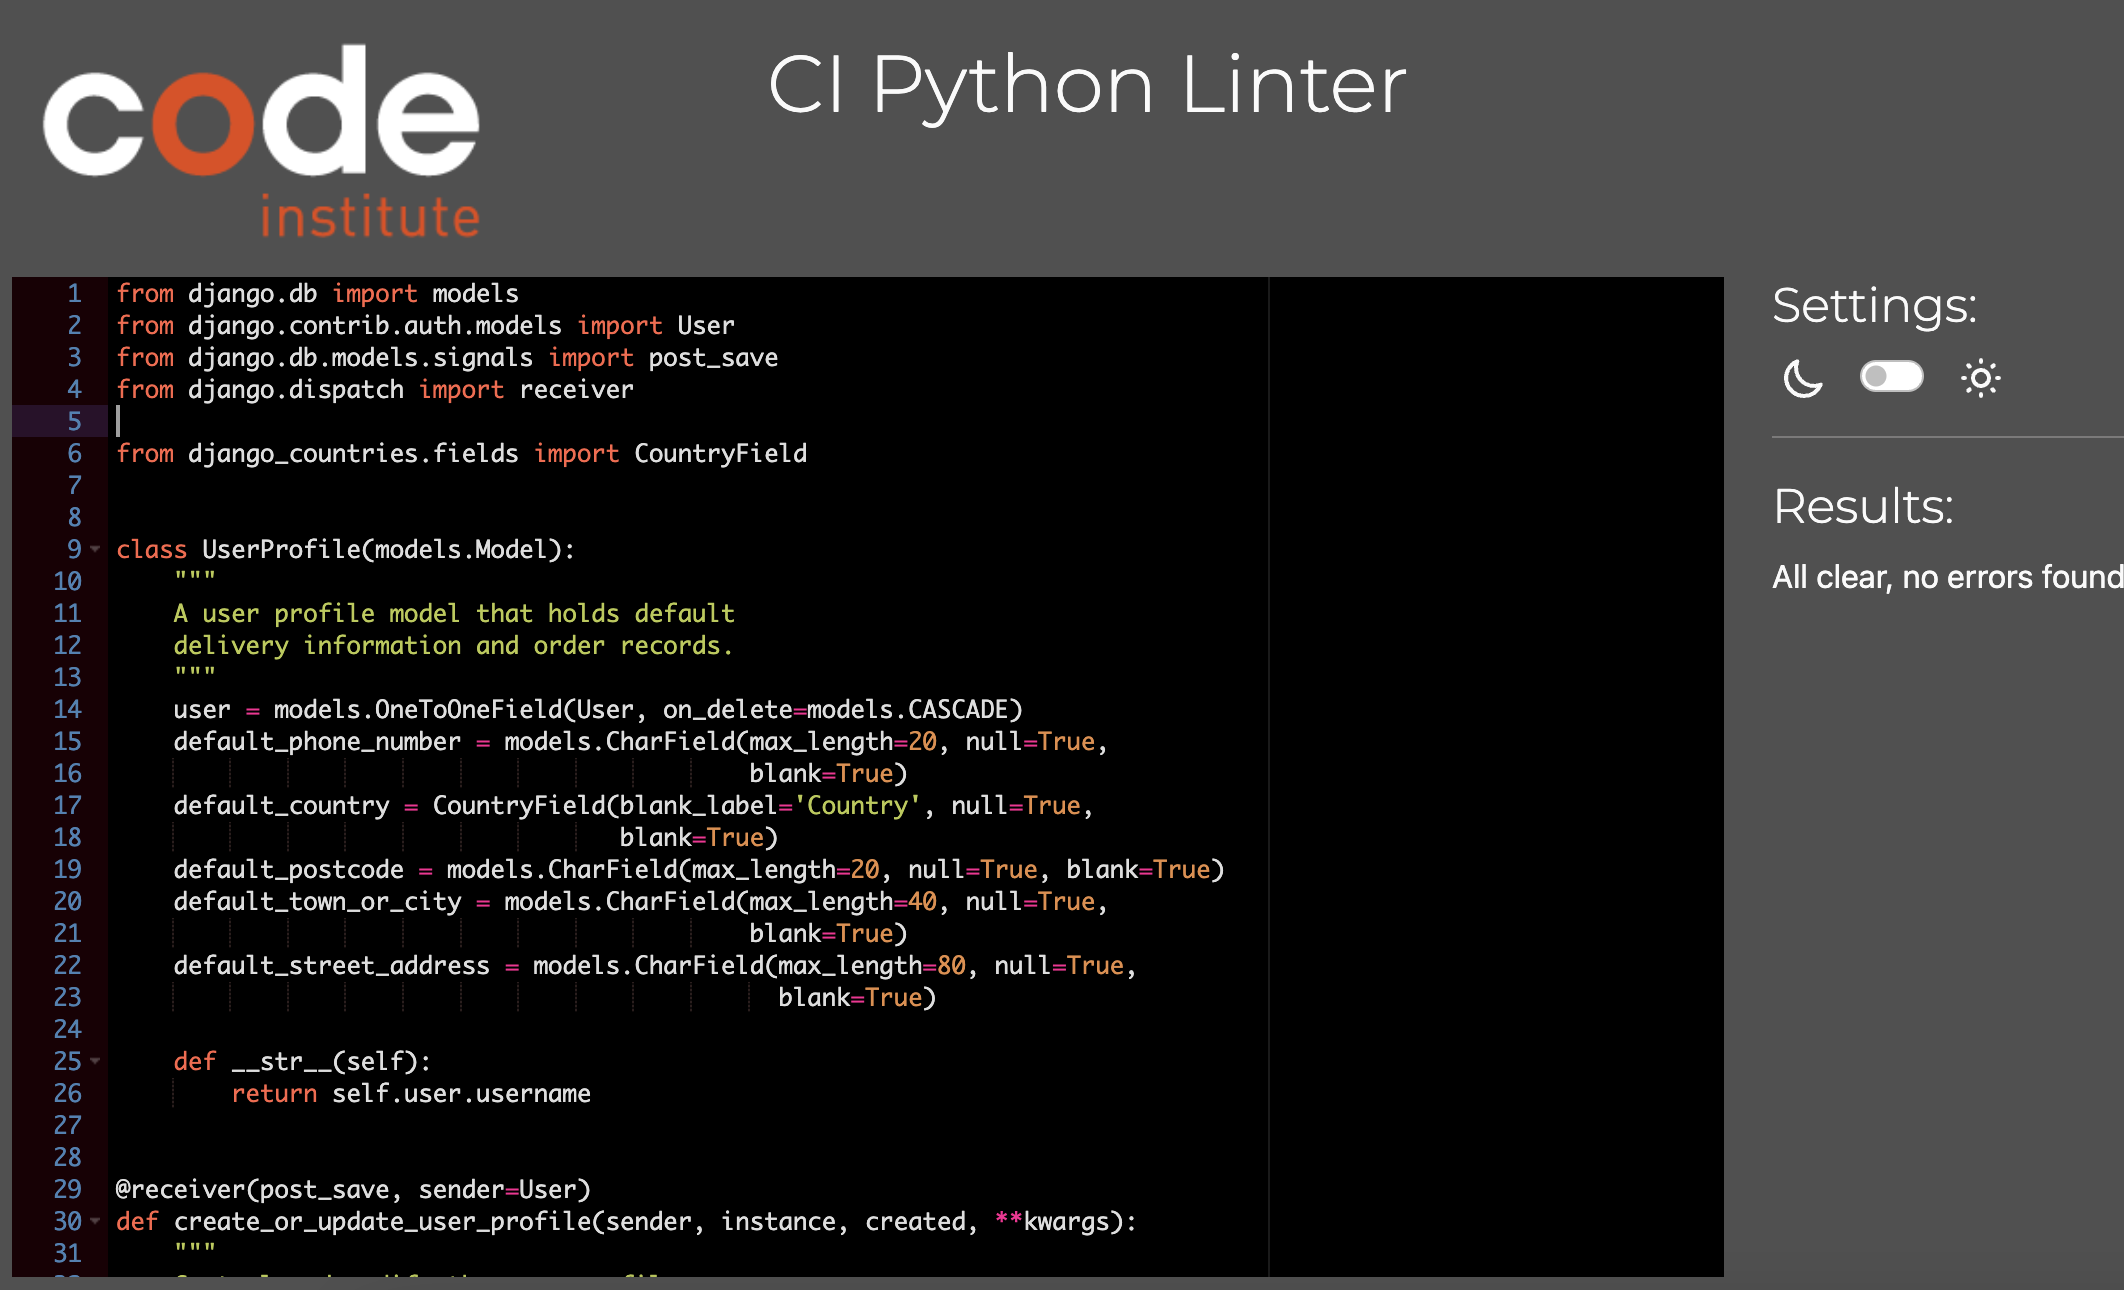 code
institute
CI Python Linter
1 from django.db import models
2 from django.contrib.auth.models import User
3 from django.db.models.signals import post_save
4 from django.dispatch import receiver
5
6 from django_countries.fields import CountryField
7
8
9 class UserProfile(models.Model):
10     """
11     A user profile model that holds default
12     delivery information and order records.
13     """
14     user = models.OneToOneField(User, on_delete=models.CASCADE)
15     default_phone_number = models.CharField(max_length=20, null=True,
16                                             blank=True)
17     default_country = CountryField(blank_label='Country', null=True,
18                                    blank=True)
19     default_postcode = models.CharField(max_length=20, null=True, blank=True)
20     default_town_or_city = models.CharField(max_length=40, null=True,
21                                             blank=True)
22     default_street_address = models.CharField(max_length=80, null=True,
23                                               blank=True)
24
25     def __str__(self):
26         return self.user.username
27
28
29 @receiver(post_save, sender=User)
30 def create_or_update_user_profile(sender, instance, created, **kwargs):
31     """
Settings:
Results:
All clear, no errors found